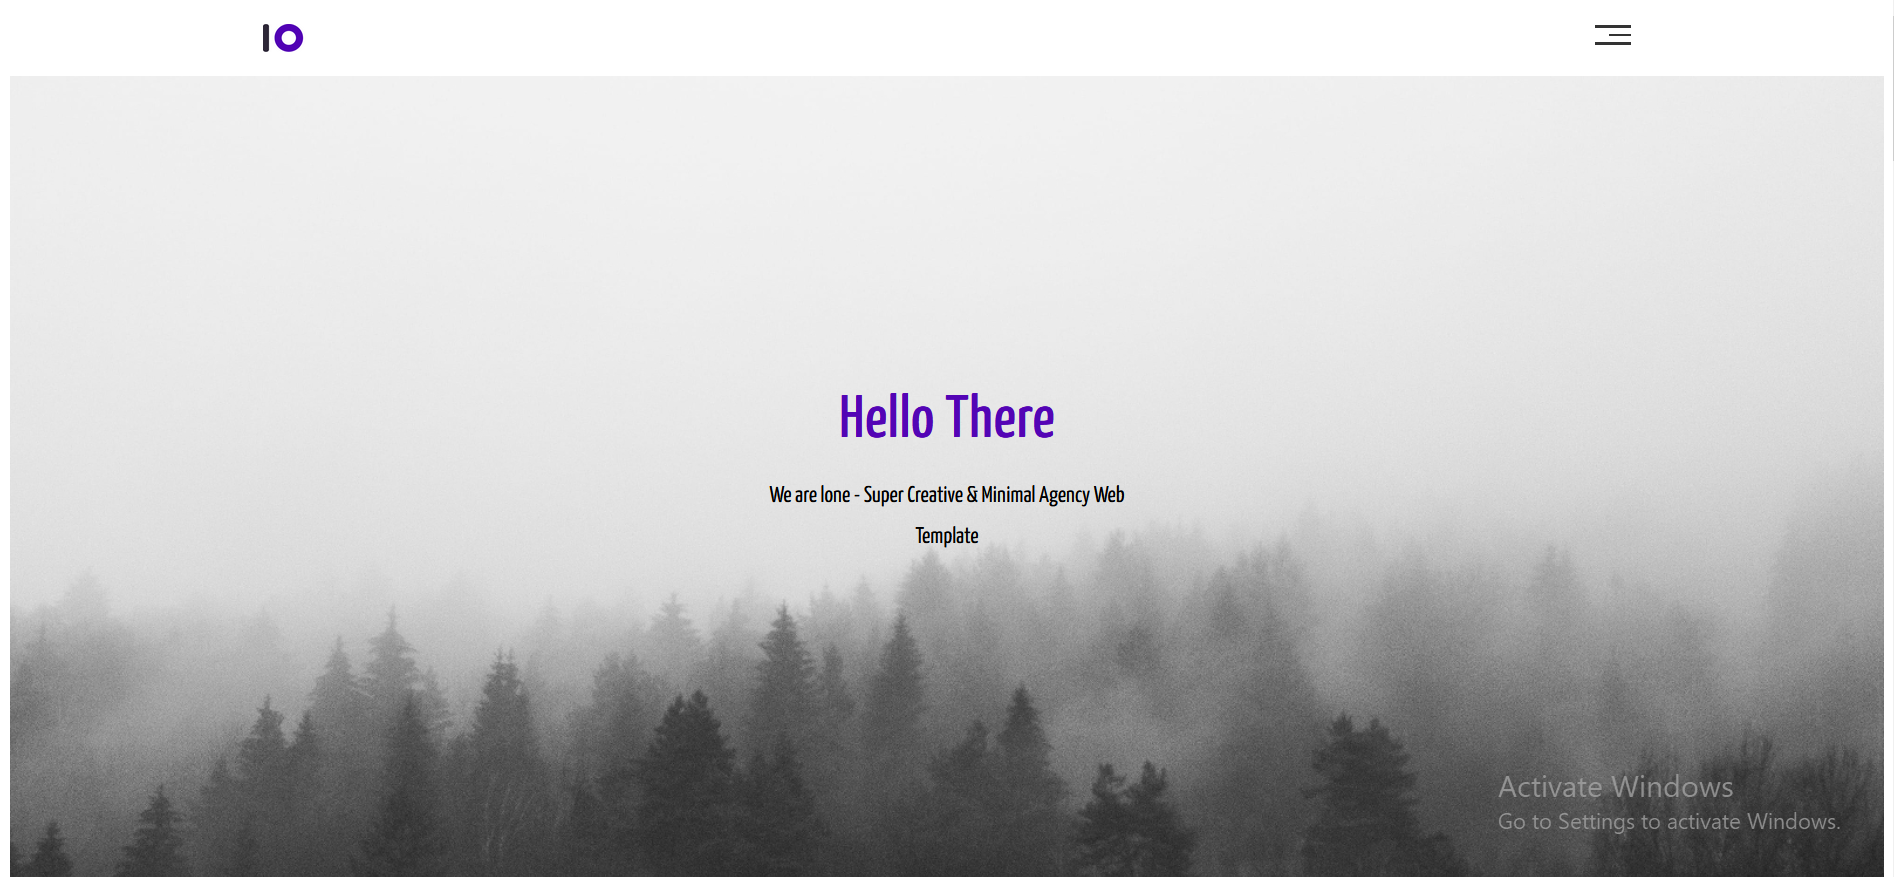 IO
Hello There
We are lone - Super Creative & Minimal Agency Web
Template
Activate Windows
Go to Settings to activate Windows.